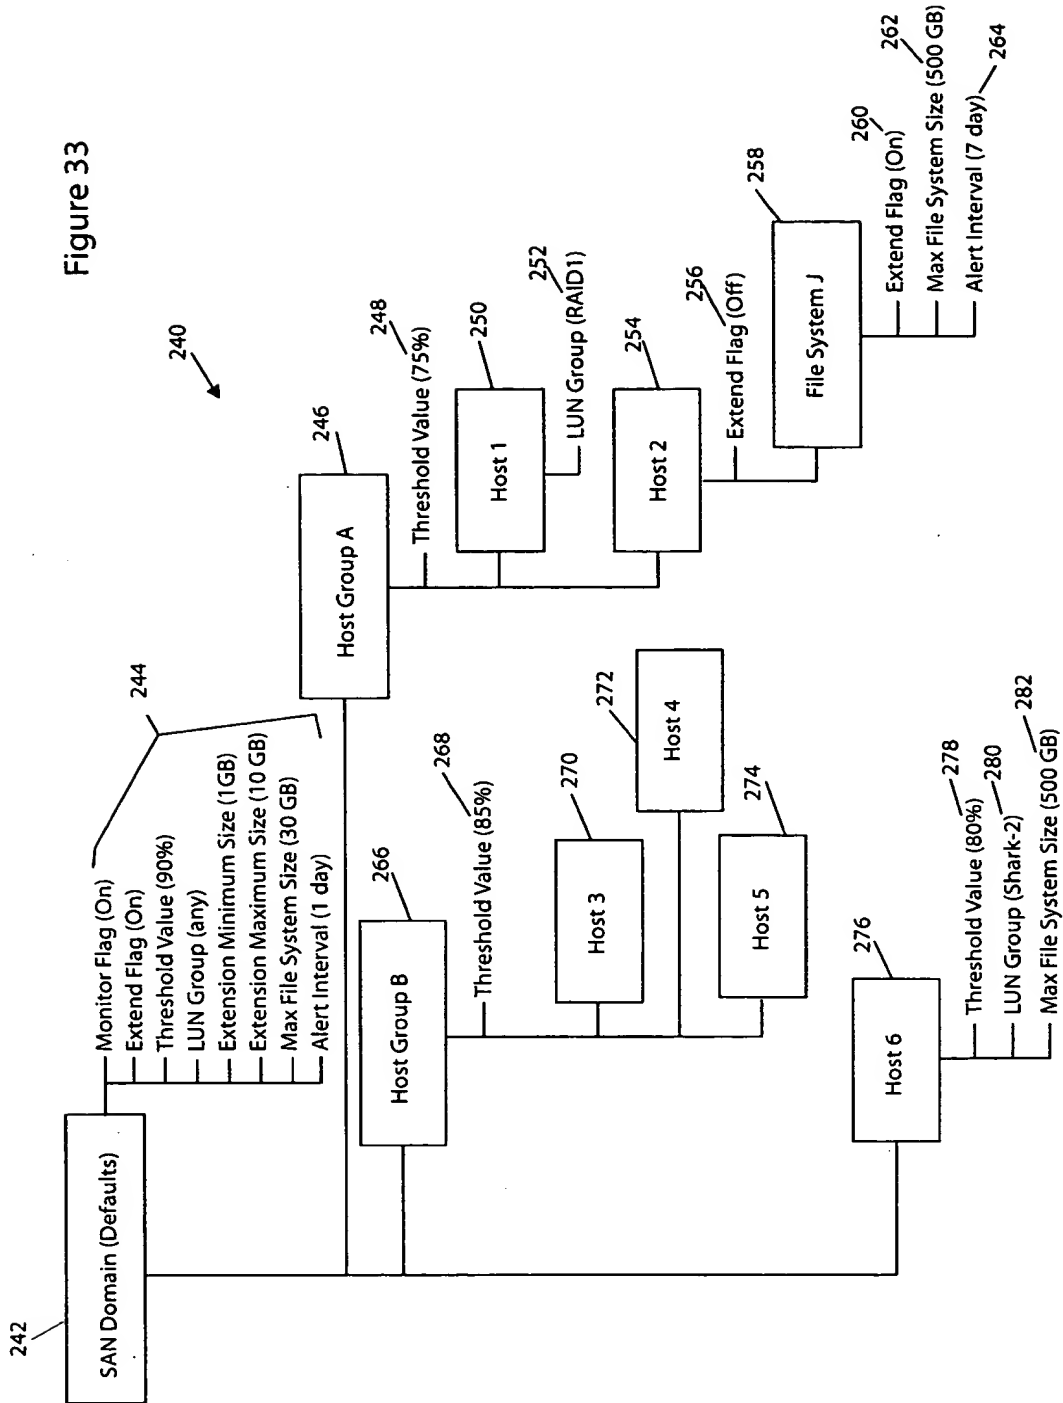 Figure 33
240
242
SAN Domain (Defaults)
244
Monitor Flag (On)
Extend Flag (On)
Threshold Value (90%)
LUN Group (any)
Extension Minimum Size (1GB)
Extension Maximum Size (10 GB)
Max File System Size (30 GB)
Alert Interval (1 day)
246
Host Group A
248
Threshold Value (75%)
250
Host 1
252
LUN Group (RAID1)
254
Host 2
256
Extend Flag (Off)
258
File System J
260
Extend Flag (On)
262
Max File System Size (500 GB)
Alert Interval (7 day)
264
266
Host Group B
268
Threshold Value (85%)
270
Host 3
272
Host 4
274
Host 5
276
Host 6
278
Threshold Value (80%)
280
LUN Group (Shark-2)
282
Max File System Size (500 GB)